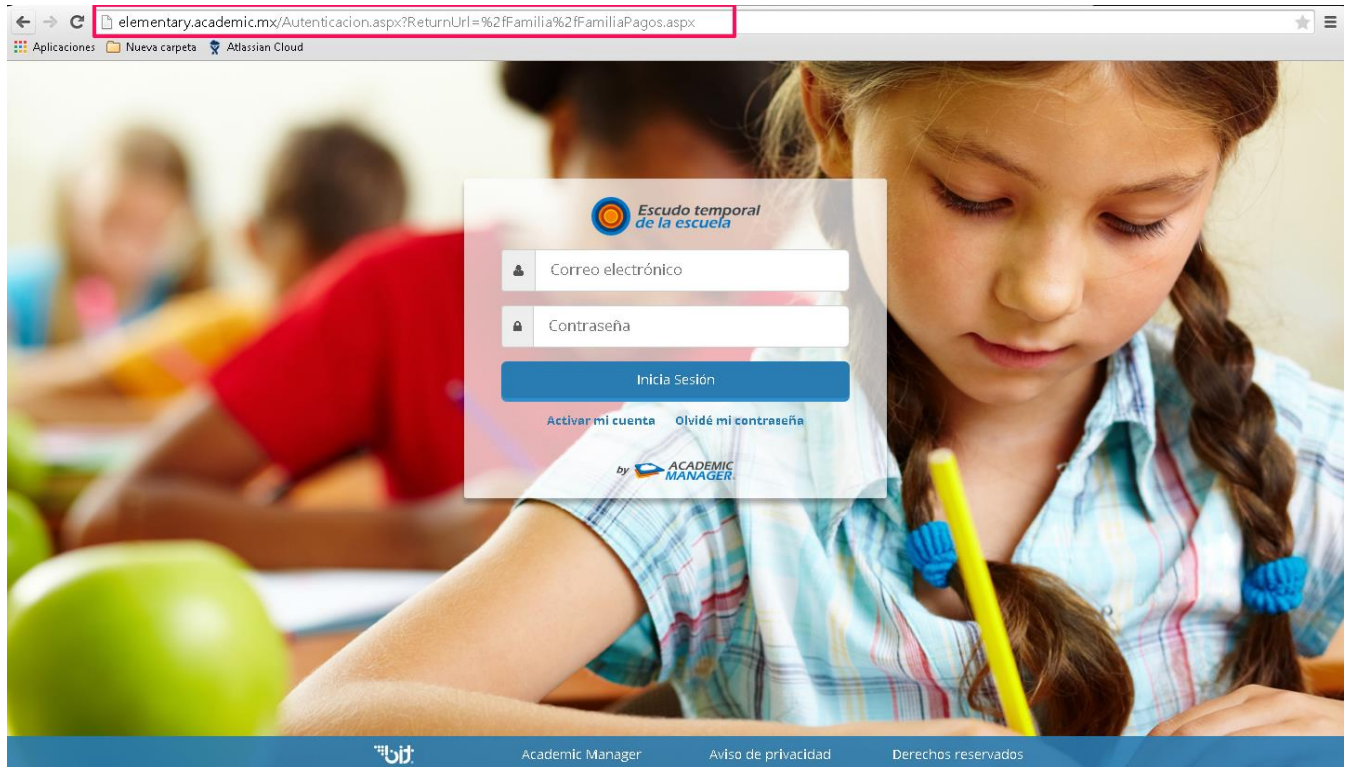 elementary.academic.mx/Autenticacion.aspx?ReturnUrl=%2fFamilia%2fFamiliaPagos.aspx
Aplicaciones Nueva carpeta Atlassian Cloud
Escudo temporal
de la escuela
Correo electrónico
Contraseña
Inicia Sesión
Activar mi cuenta Olvidé mi contraseña
by ACADEMIC
MANAGER
bit Academic Manager Aviso de privacidad Derechos reservados